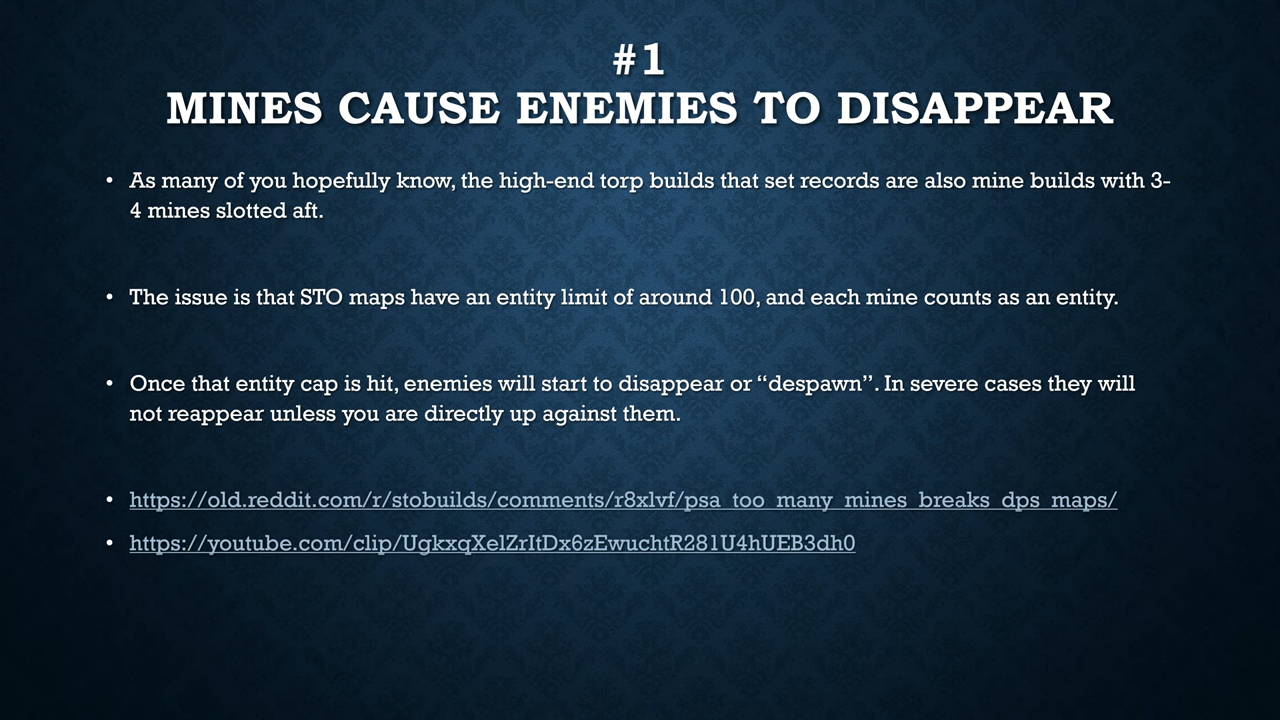 #1
MINES CAUSE ENEMIES TO DISAPPEAR
• As many of you hopefully know, the high-end torp builds that set records are also mine builds with 3-
4 mines slotted aft.
• The issue is that STO maps have an entity limit of around 100, and each mine counts as an entity.
• Once that entity cap is hit, enemies will start to disappear or “despawn”. In severe cases they will
not reappear unless you are directly up against them.
• https://old.reddit.com/r/stobuilds/comments/r8xlvf/psa_too_many_mines_breaks_dps_maps/
• https://youtube.com/clip/UgkxqXelZrItDx6zEwuchtR281U4hUEB3dh0